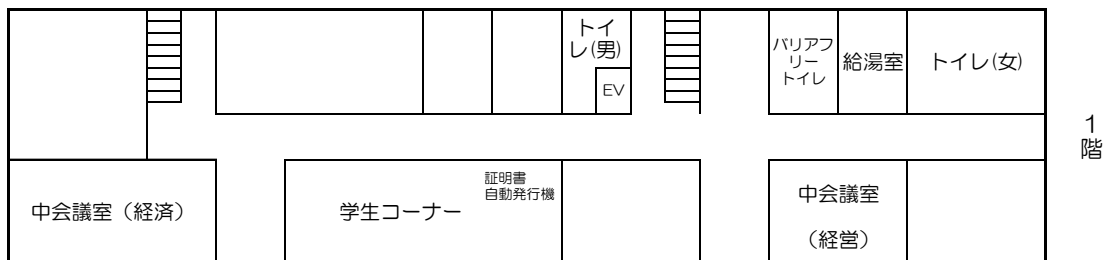 トイ
レ(男)
EV
バリアフ
リー
トイレ
給湯室
トイレ(女)
1
階
中会議室（経済）
学生コーナー
証明書
自動発行機
中会議室
（経営）